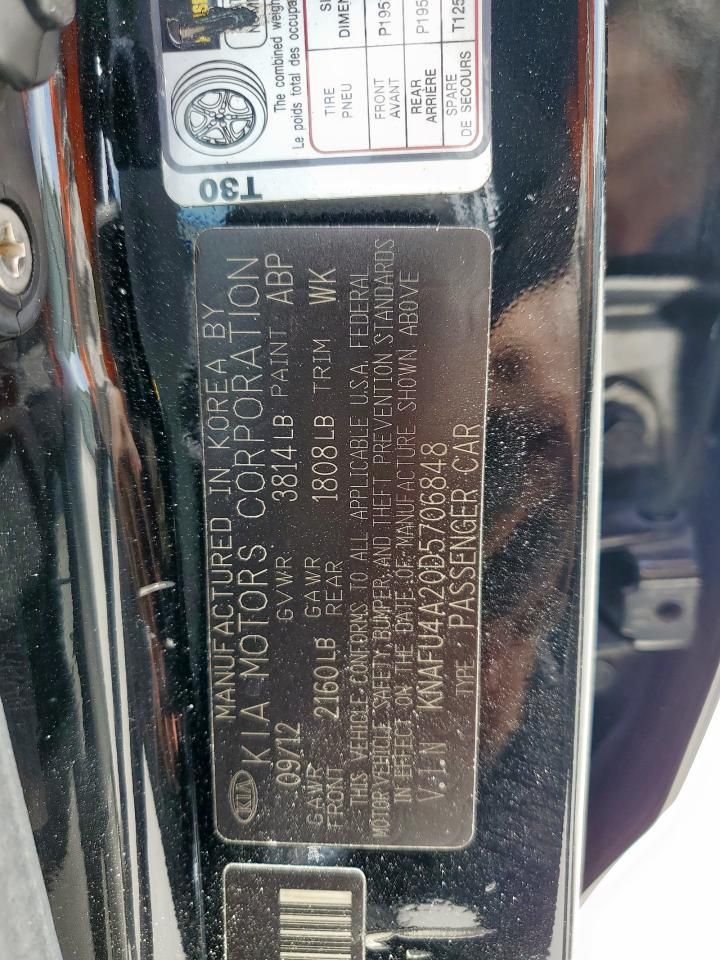 MANUFACTURED IN KOREA BY
KIA KIA MOTORS CORPORATION
09/12 GVWR 3814LB PAINT ABP
GAWR FRONT 2160LB GAWR REAR 1808LB TRIM WK
THIS VEHICLE CONFORMS TO ALL APPLICABLE U.S.A. FEDERAL
MOTOR VEHICLE SAFETY, BUMPER, AND THEFT PREVENTION STANDARDS
IN EFFECT ON THE DATE OF MANUFACTURE SHOWN ABOVE
V.I.N KNAFU4A20D5706848
TYPE : PASSENGER CAR
The combined weigh
Le poids total des occupa
TIRE
PNEU
FRONT
AVANT
P195
REAR
ARRIÈRE
P195
SPARE
DE SECOURS
T125
T30